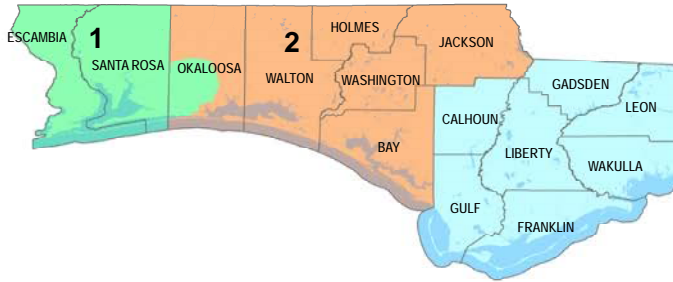 ESCAMBIA
1
SANTA ROSA
OKALOOSA
2
WALTON
HOLMES
WASHINGTON
JACKSON
BAY
CALHOUN
GADSDEN
LEON
LIBERTY
WAKULLA
GULF
FRANKLIN